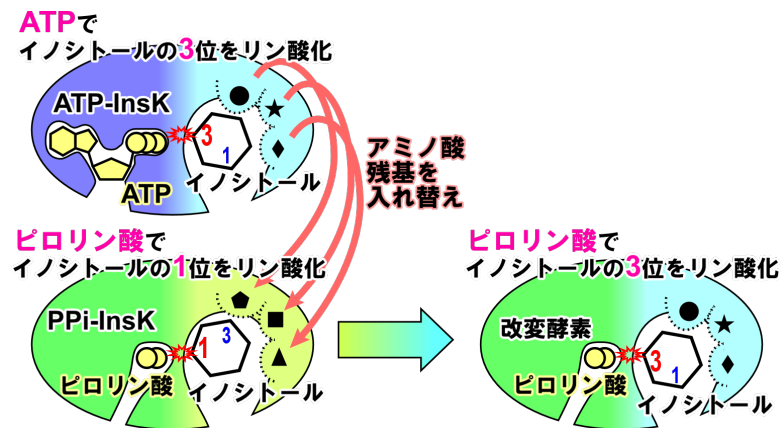 ATPで
イノシトールの3位をリン酸化
ATP-InsK
3
1
ATP
イノシトール
アミノ酸
残基を
入れ替え
ピロリン酸で
イノシトールの1位をリン酸化
PPi-InsK
3
1
ピロリン酸
イノシトール
ピロリン酸で
イノシトールの3位をリン酸化
改変酵素
3
1
ピロリン酸
イノシトール